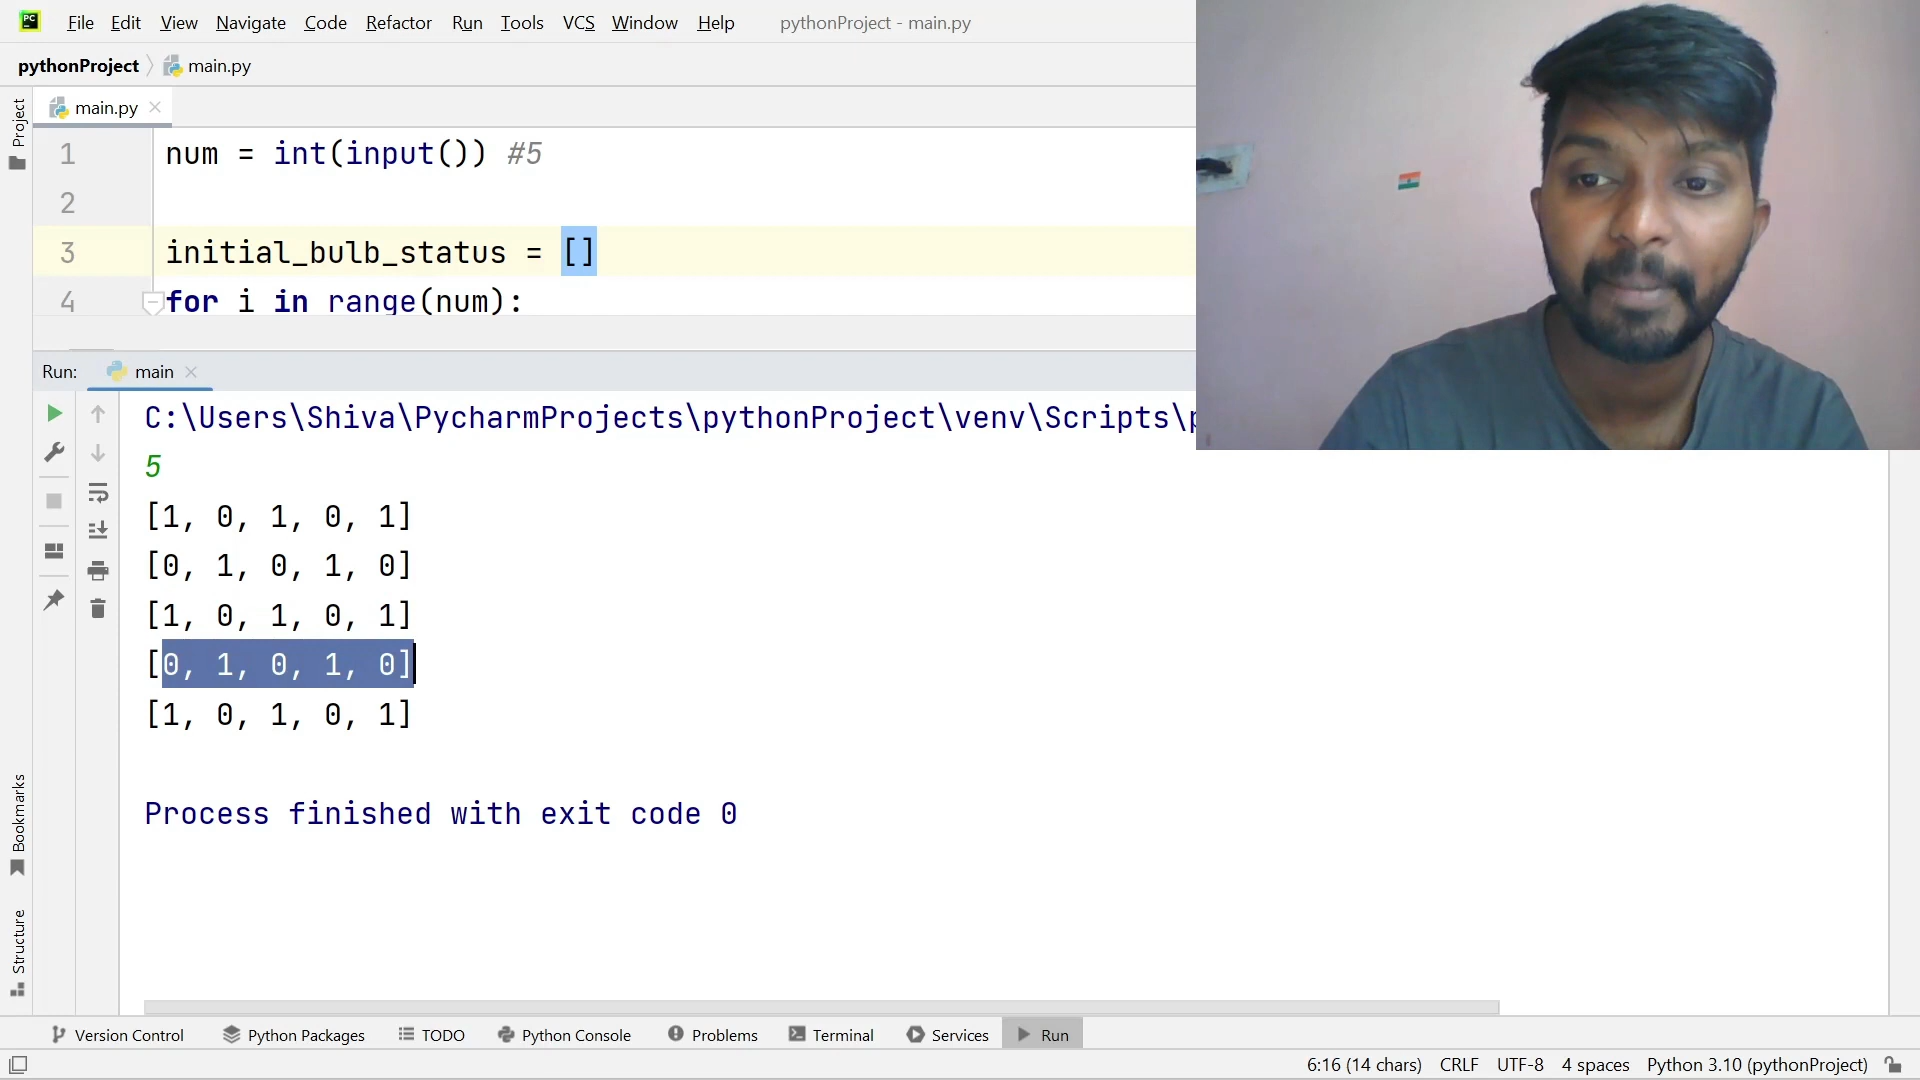 PC File Edit View Navigate Code Refactor Run Tools VCS Window Help pythonProject - main.py
pythonProject main.py
Project
main.py
1 num = int(input()) #5
2
3 initial_bulb_status = []
4 for i in range(num):
Run: main
C:\Users\Shiva\PycharmProjects\pythonProject\venv\Scripts\
5
[1, 0, 1, 0, 1]
[0, 1, 0, 1, 0]
[1, 0, 1, 0, 1]
[0, 1, 0, 1, 0]
[1, 0, 1, 0, 1]
Process finished with exit code 0
Bookmarks
Structure
Version Control Python Packages TODO Python Console Problems Terminal Services Run
6:16 (14 chars) CRLF UTF-8 4 spaces Python 3.10 (pythonProject)